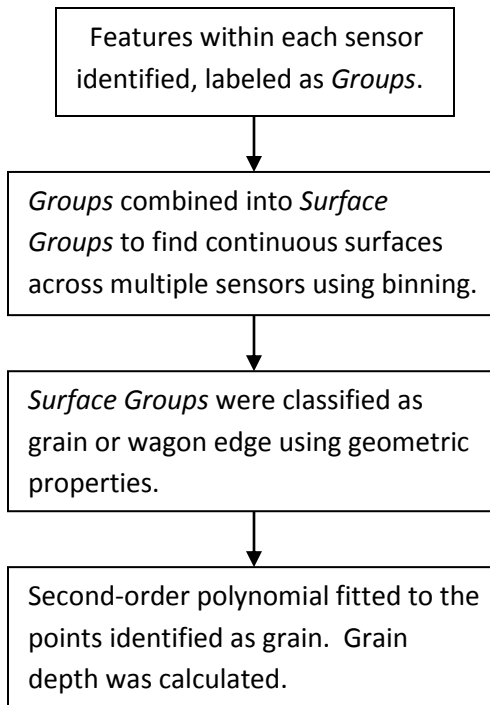 Features within each sensor
identified, labeled as Groups.
Groups combined into Surface
Groups to find continuous surfaces
across multiple sensors using binning.
Surface Groups were classified as
grain or wagon edge using geometric
properties.
Second-order polynomial fitted to the
points identified as grain.  Grain
depth was calculated.